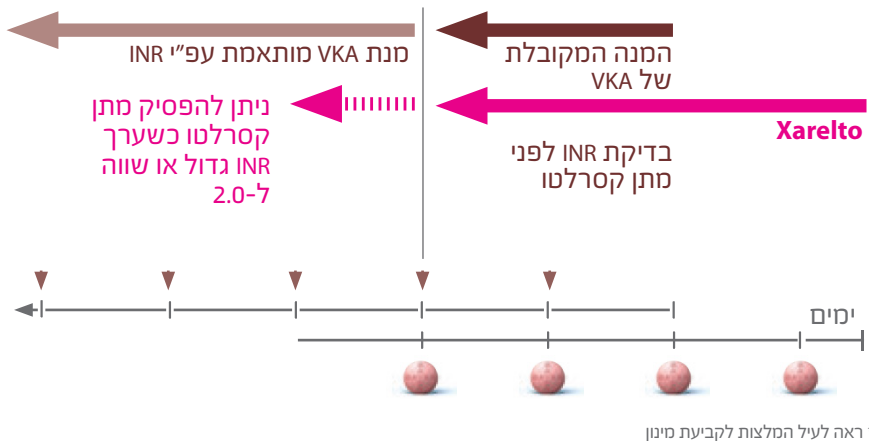 המנה המקובלת
של VKA
מנת VKA מותאמת עפ״י INR
Xarelto
בדיקת INR לפני
מתן קסרלטו
ניתן להפסיק מתן
קסרלטו כשערך
INR גדול או שווה
ל-2.0
ימים
ראה לעיל המלצות לקביעת מינון